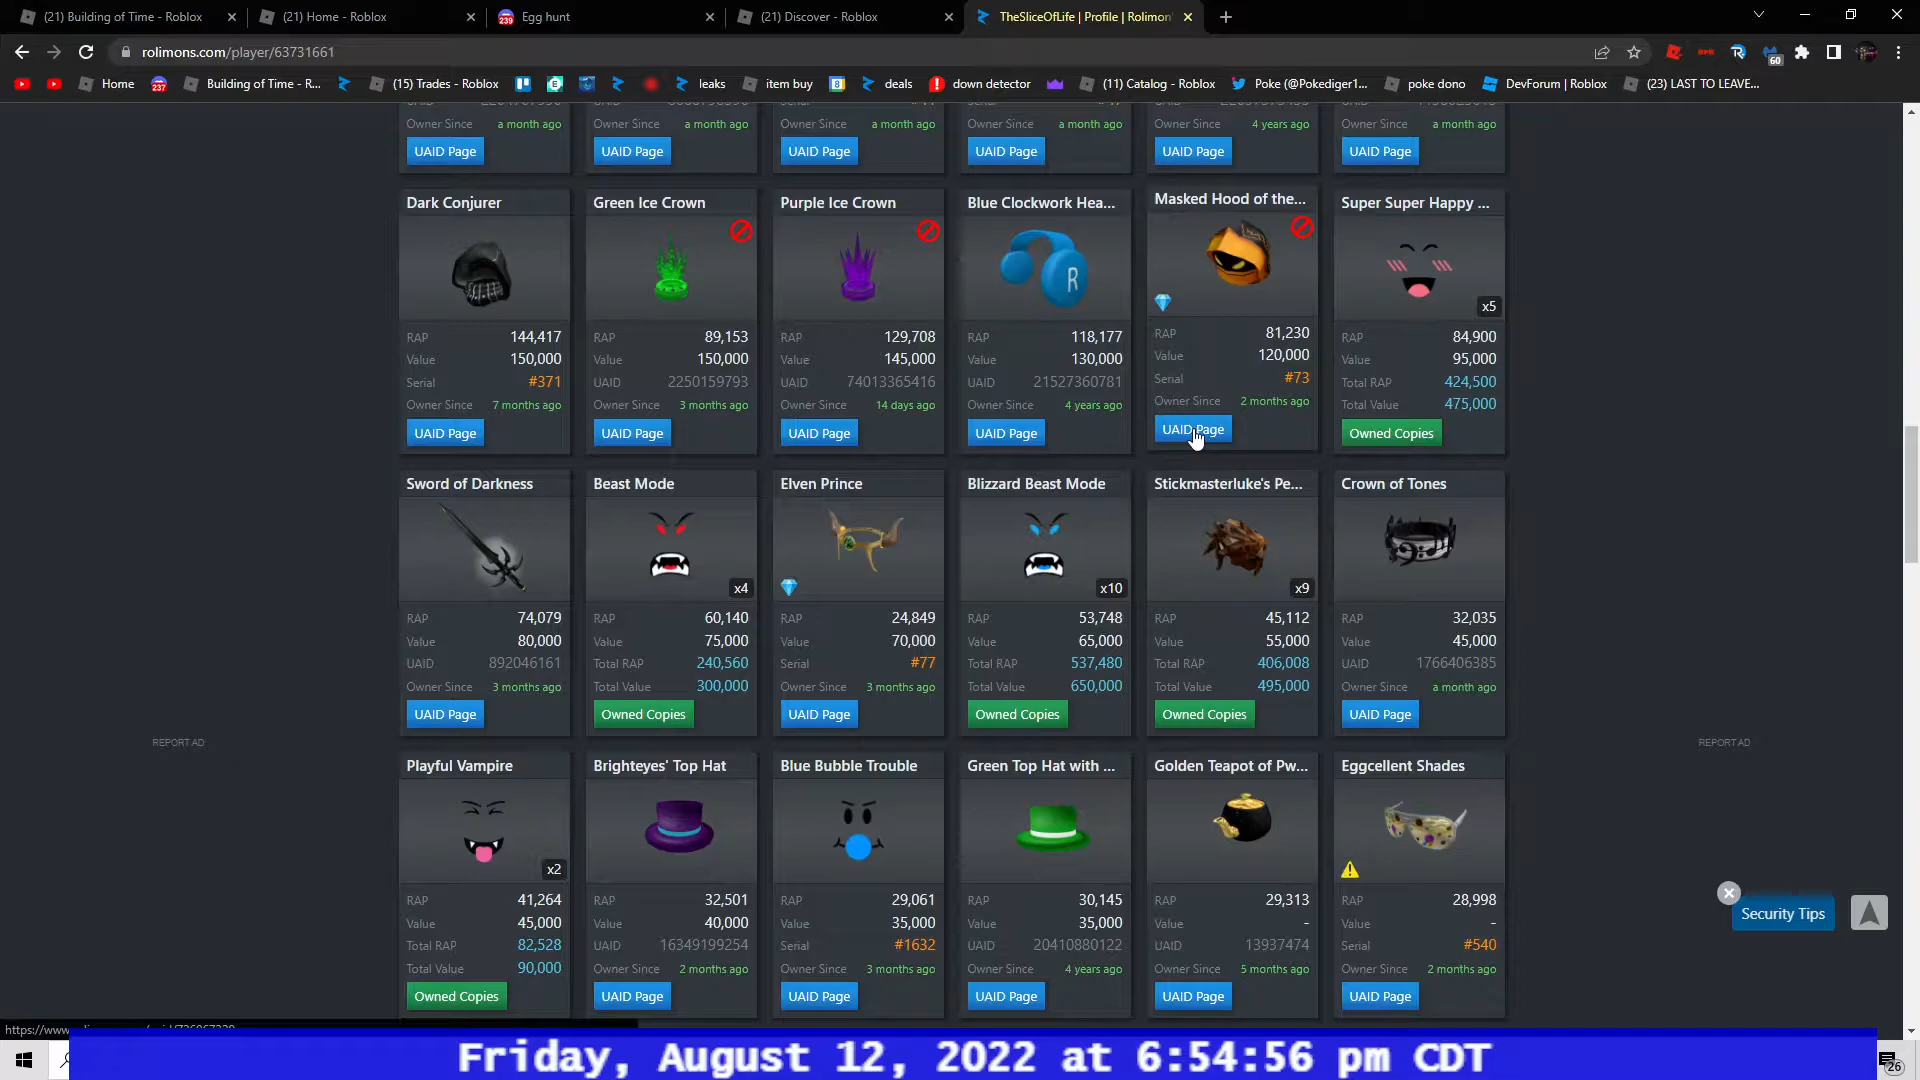 (21) Building of Time - Roblox
(21) Home - Roblox
239
Egg hunt
(21) Discover - Roblox
TheSliceOfLife | Profile | Rolimon'
rolimons.com/player/63731661
60
Home
237
Building of Time - R...
(15) Trades - Roblox
leaks
item buy
deals
down detector
(11) Catalog - Roblox
Poke (@Pokediger1...
poke dono
DevForum | Roblox
(23) LAST TO LEAVE...
Owner Since a month ago Owner Since a month ago Owner Since a month ago Owner Since a month ago Owner Since 4 years ago Owner Since a month ago
UAID Page UAID Page UAID Page UAID Page UAID Page UAID Page
Dark Conjurer
RAP 144,417
Value 150,000
Serial #371
Owner Since 7 months ago
UAID Page
Green Ice Crown
RAP 89,153
Value 150,000
UAID 2250159793
Owner Since 3 months ago
UAID Page
Purple Ice Crown
RAP 129,708
Value 145,000
UAID 74013365416
Owner Since 14 days ago
UAID Page
Blue Clockwork Hea...
R
RAP 118,177
Value 130,000
UAID 21527360781
Owner Since 4 years ago
UAID Page
Masked Hood of the...
RAP 81,230
Value 120,000
Serial #73
Owner Since 2 months ago
UAID Page
Super Super Happy ...
x5
RAP 84,900
Value 95,000
Total RAP 424,500
Total Value 475,000
Owned Copies
Sword of Darkness
RAP 74,079
Value 80,000
UAID 892046161
Owner Since 3 months ago
UAID Page
Beast Mode
x4
RAP 60,140
Value 75,000
Total RAP 240,560
Total Value 300,000
Owned Copies
Elven Prince
RAP 24,849
Value 70,000
Serial #77
Owner Since 3 months ago
UAID Page
Blizzard Beast Mode
x10
RAP 53,748
Value 65,000
Total RAP 537,480
Total Value 650,000
Owned Copies
Stickmasterluke's Pe...
x9
RAP 45,112
Value 55,000
Total RAP 406,008
Total Value 495,000
Owned Copies
Crown of Tones
RAP 32,035
Value 45,000
UAID 1766406385
Owner Since a month ago
UAID Page
REPORT AD
REPORT AD
Playful Vampire
x2
RAP 41,264
Value 45,000
Total RAP 82,528
Total Value 90,000
Owned Copies
Brighteyes' Top Hat
RAP 32,501
Value 40,000
UAID 16349199254
Owner Since 2 months ago
UAID Page
Blue Bubble Trouble
RAP 29,061
Value 35,000
Serial #1632
Owner Since 3 months ago
UAID Page
Green Top Hat with ...
RAP 30,145
Value 35,000
UAID 20410880122
Owner Since 4 years ago
UAID Page
Golden Teapot of Pw...
RAP 29,313
Value -
UAID 13937474
Owner Since 5 months ago
UAID Page
Eggcellent Shades
RAP 28,998
Value -
Serial #540
Owner Since 2 months ago
UAID Page
Security Tips
Friday, August 12, 2022 at 6:54:56 pm CDT
26